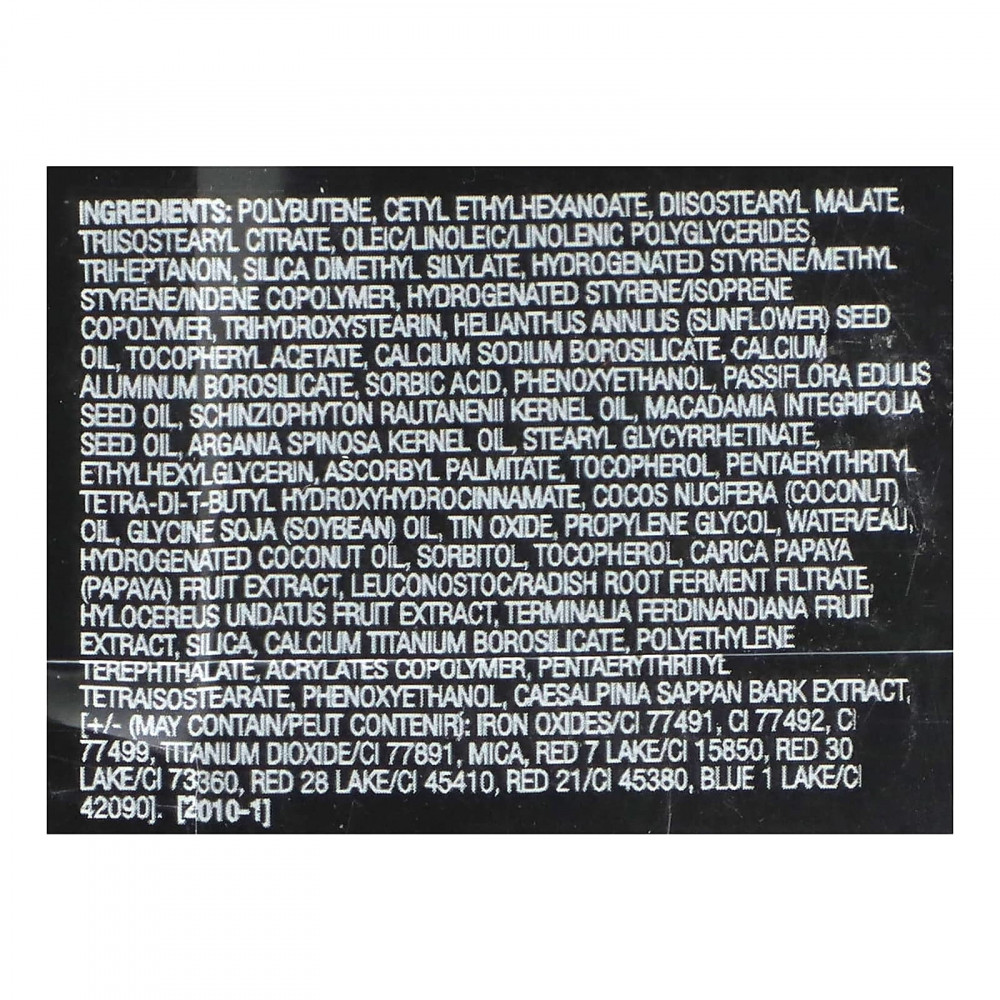 INGREDIENTS: POLYBUTENE, CETYL ETHYLHEXANOATE, DIISOSTEARYL MALATE,
TRIISOSTEARYL CITRATE, OLEIC/LINOLEIC/LINOLENIC POLYGLYCERIDES,
TRIHEPTANOIN, SILICA DIMETHYL SILYLATE, HYDROGENATED STYRENE/METHYL
STYRENE/INDENE COPOLYMER, HYDROGENATED STYRENE/ISOPRENE
COPOLYMER, TRIHYDROXYSTEARIN, HELIANTHUS ANNUUS (SUNFLOWER) SEED
OIL, TOCOPHERYL ACETATE, CALCIUM SODIUM BOROSILICATE, CALCIUM
ALUMINUM BOROSILICATE, SORBIC ACID, PHENOXYETHANOL, PASSIFLORA EDULIS
SEED OIL, SCHINZIOPHYTON RAUTANENII KERNEL OIL, MACADAMIA INTEGRIFOLIA
SEED OIL, ARGANIA SPINOSA KERNEL OIL, STEARYL GLYCYRRHETINATE,
ETHYLHEXYLGLYCERIN, ASCORBYL PALMITATE, TOCOPHEROL, PENTAERYTHRITYL
TETRA-DI-T-BUTYL HYDROXYHYDROCINNAMATE, COCOS NUCIFERA (COCONUT)
OIL, GLYCINE SOJA (SOYBEAN) OIL, TIN OXIDE, PROPYLENE GLYCOL, WATER/EAU,
HYDROGENATED COCONUT OIL, SORBITOL, TOCOPHEROL, CARICA PAPAYA
(PAPAYA) FRUIT EXTRACT, LEUCONOSTOC/RADISH ROOT FERMENT FILTRATE,
HYLOCEREUS UNDATUS FRUIT EXTRACT, TERMINALIA FERDINANDIANA FRUIT
EXTRACT, SILICA, CALCIUM TITANIUM BOROSILICATE, POLYETHYLENE
TEREPHTHALATE, ACRYLATES COPOLYMER, PENTAERYTHRITYL
TETRAISOSTEARATE, PHENOXYETHANOL, CAESALPINIA SAPPAN BARK EXTRACT,
[+/- (MAY CONTAIN/PEUT CONTENIR): IRON OXIDES/CI 77491, CI 77492, CI
77499, TITANIUM DIOXIDE/CI 77891, MICA, RED 7 LAKE/CI 15850, RED 30
LAKE/CI 73360, RED 28 LAKE/CI 45410, RED 21/CI 45380, BLUE 1 LAKE/CI
42090]. [2010-1]